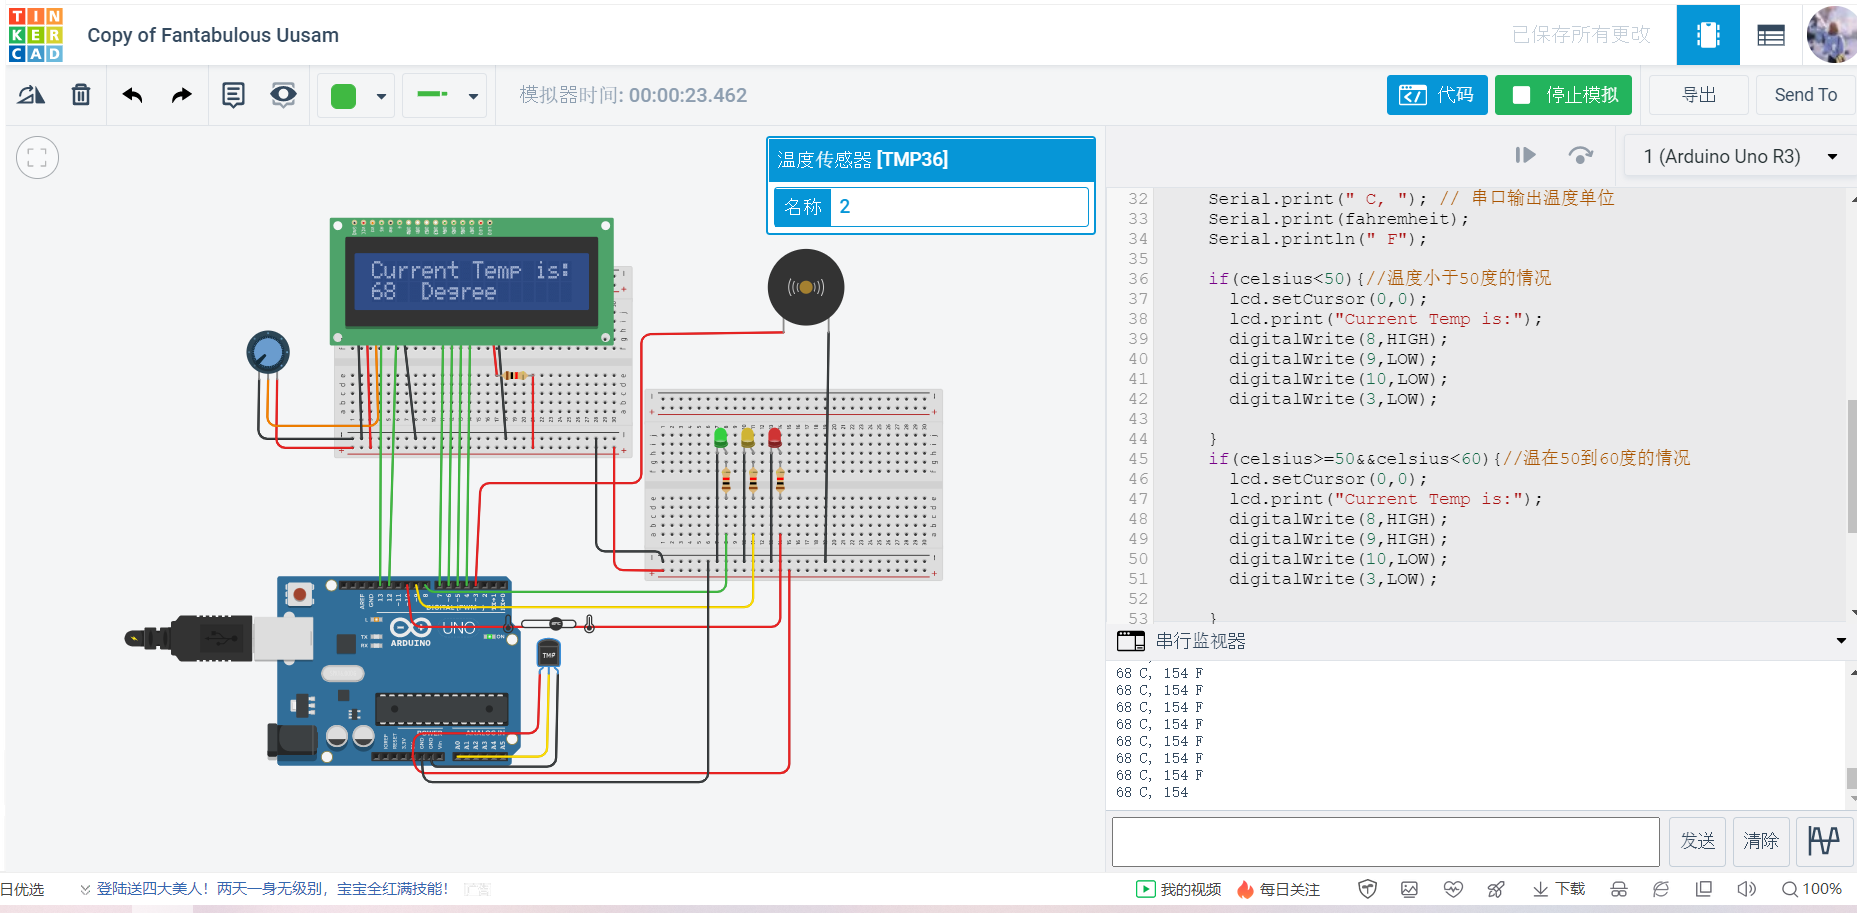 TINKERCAD
Copy of Fantabulous Uusam
已保存所有更改
模拟器时间: 00:00:23.462
代码
停止模拟
导出
Send To
温度传感器 [TMP36]
名称 2
1 (Arduino Uno R3)
Current Temp is:
68  Degree
32 Serial.print(" C, "); // 串口输出温度单位
33 Serial.print(fahremheit);
34 Serial.println(" F");
35
36 if(celsius<50){//温度小于50度的情况
37 lcd.setCursor(0,0);
38 lcd.print("Current Temp is:");
39 digitalWrite(8,HIGH);
40 digitalWrite(9,LOW);
41 digitalWrite(10,LOW);
42 digitalWrite(3,LOW);
43
44 }
45 if(celsius>=50&&celsius<60){//温在50到60度的情况
46 lcd.setCursor(0,0);
47 lcd.print("Current Temp is:");
48 digitalWrite(8,HIGH);
49 digitalWrite(9,HIGH);
50 digitalWrite(10,LOW);
51 digitalWrite(3,LOW);
52
53 }
ARDUINO
UNO
ON
TX
RX
L
TMP
串行监视器
68 C, 154 F
68 C, 154 F
68 C, 154 F
68 C, 154 F
68 C, 154 F
68 C, 154 F
68 C, 154 F
68 C, 154
发送
清除
日优选
登陆送四大美人！两天一身无级别，宝宝全红满技能！
我的视频
每日关注
下载
100%